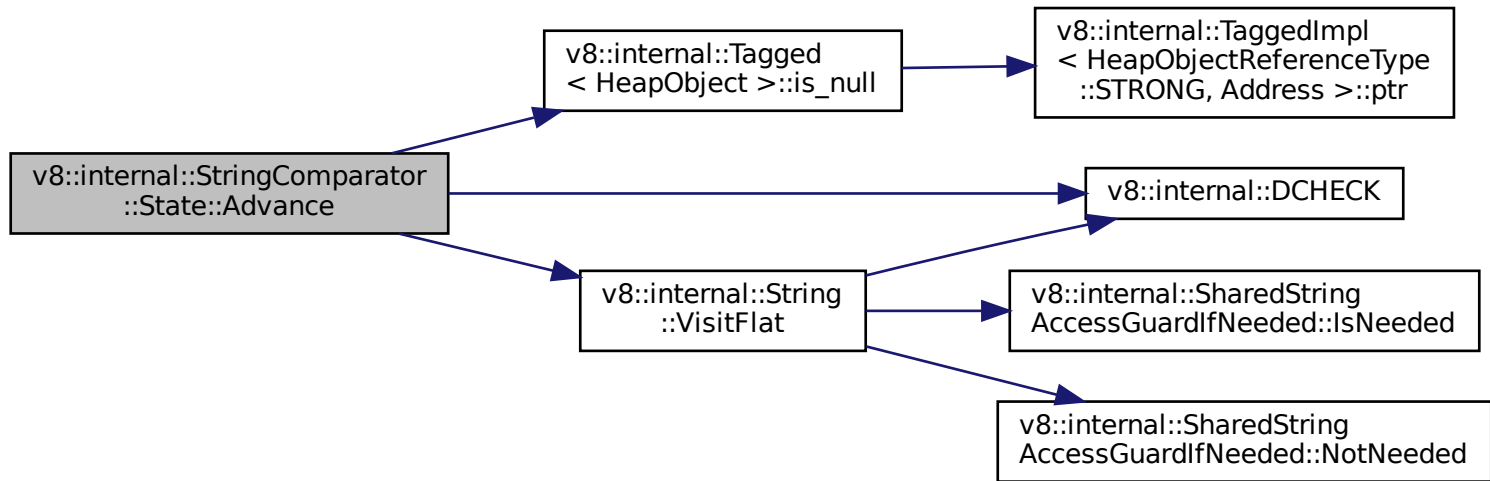 v8::internal::StringComparator
::State::Advance
v8::internal::Tagged
< HeapObject >::is_null
v8::internal::TaggedImpl
< HeapObjectReferenceType
::STRONG, Address >::ptr
v8::internal::DCHECK
v8::internal::String
::VisitFlat
v8::internal::SharedString
AccessGuardIfNeeded::IsNeeded
v8::internal::SharedString
AccessGuardIfNeeded::NotNeeded